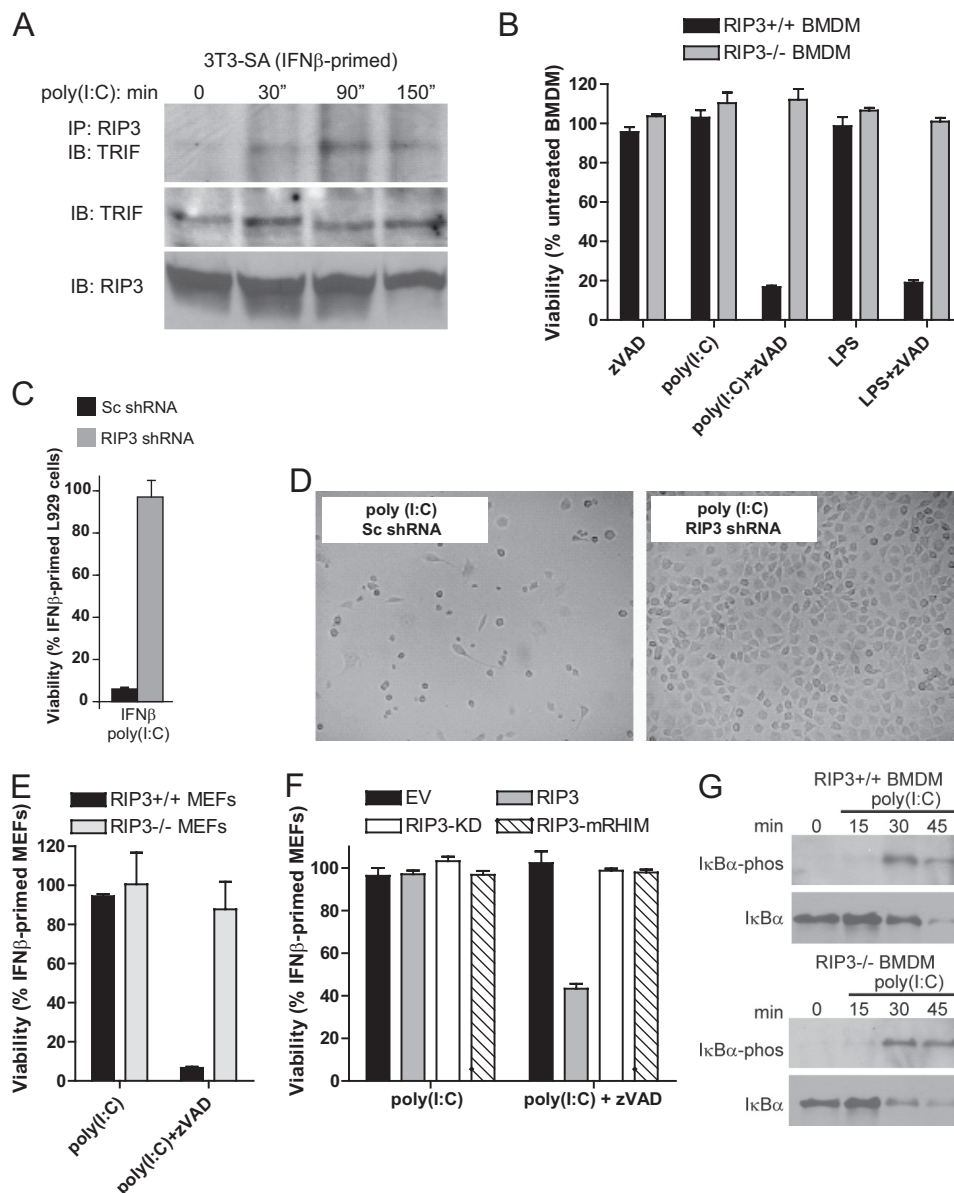 A
3T3-SA (IFNβ-primed)
poly(I:C): min 0 30” 90” 150”
IP: RIP3
IB: TRIF
IB: TRIF
IB: RIP3
B
RIP3+/+ BMDM
RIP3-/- BMDM
Viability (% untreated BMDM)
120
100
80
60
40
20
0
zVAD
poly(I:C)
poly(I:C)+zVAD
LPS
LPS+zVAD
C
Sc shRNA
RIP3 shRNA
Viability (% IFNβ-primed L929 cells)
100
80
60
40
20
0
IFNβ
poly(I:C)
D
poly (I:C)
Sc shRNA
poly (I:C)
RIP3 shRNA
E
RIP3+/+ MEFs
RIP3-/- MEFs
Viability (% IFNβ-primed MEFs)
120
100
80
60
40
20
0
poly(I:C)
poly(I:C)+zVAD
F
EV
RIP3
RIP3-KD
RIP3-mRHIM
Viability (% IFNβ-primed MEFs)
100
80
60
40
20
0
poly(I:C)
poly(I:C) + zVAD
G
RIP3+/+ BMDM
poly(I:C)
min 0 15 30 45
IκBα-phos
IκBα
RIP3-/- BMDM
poly(I:C)
min 0 15 30 45
IκBα-phos
IκBα